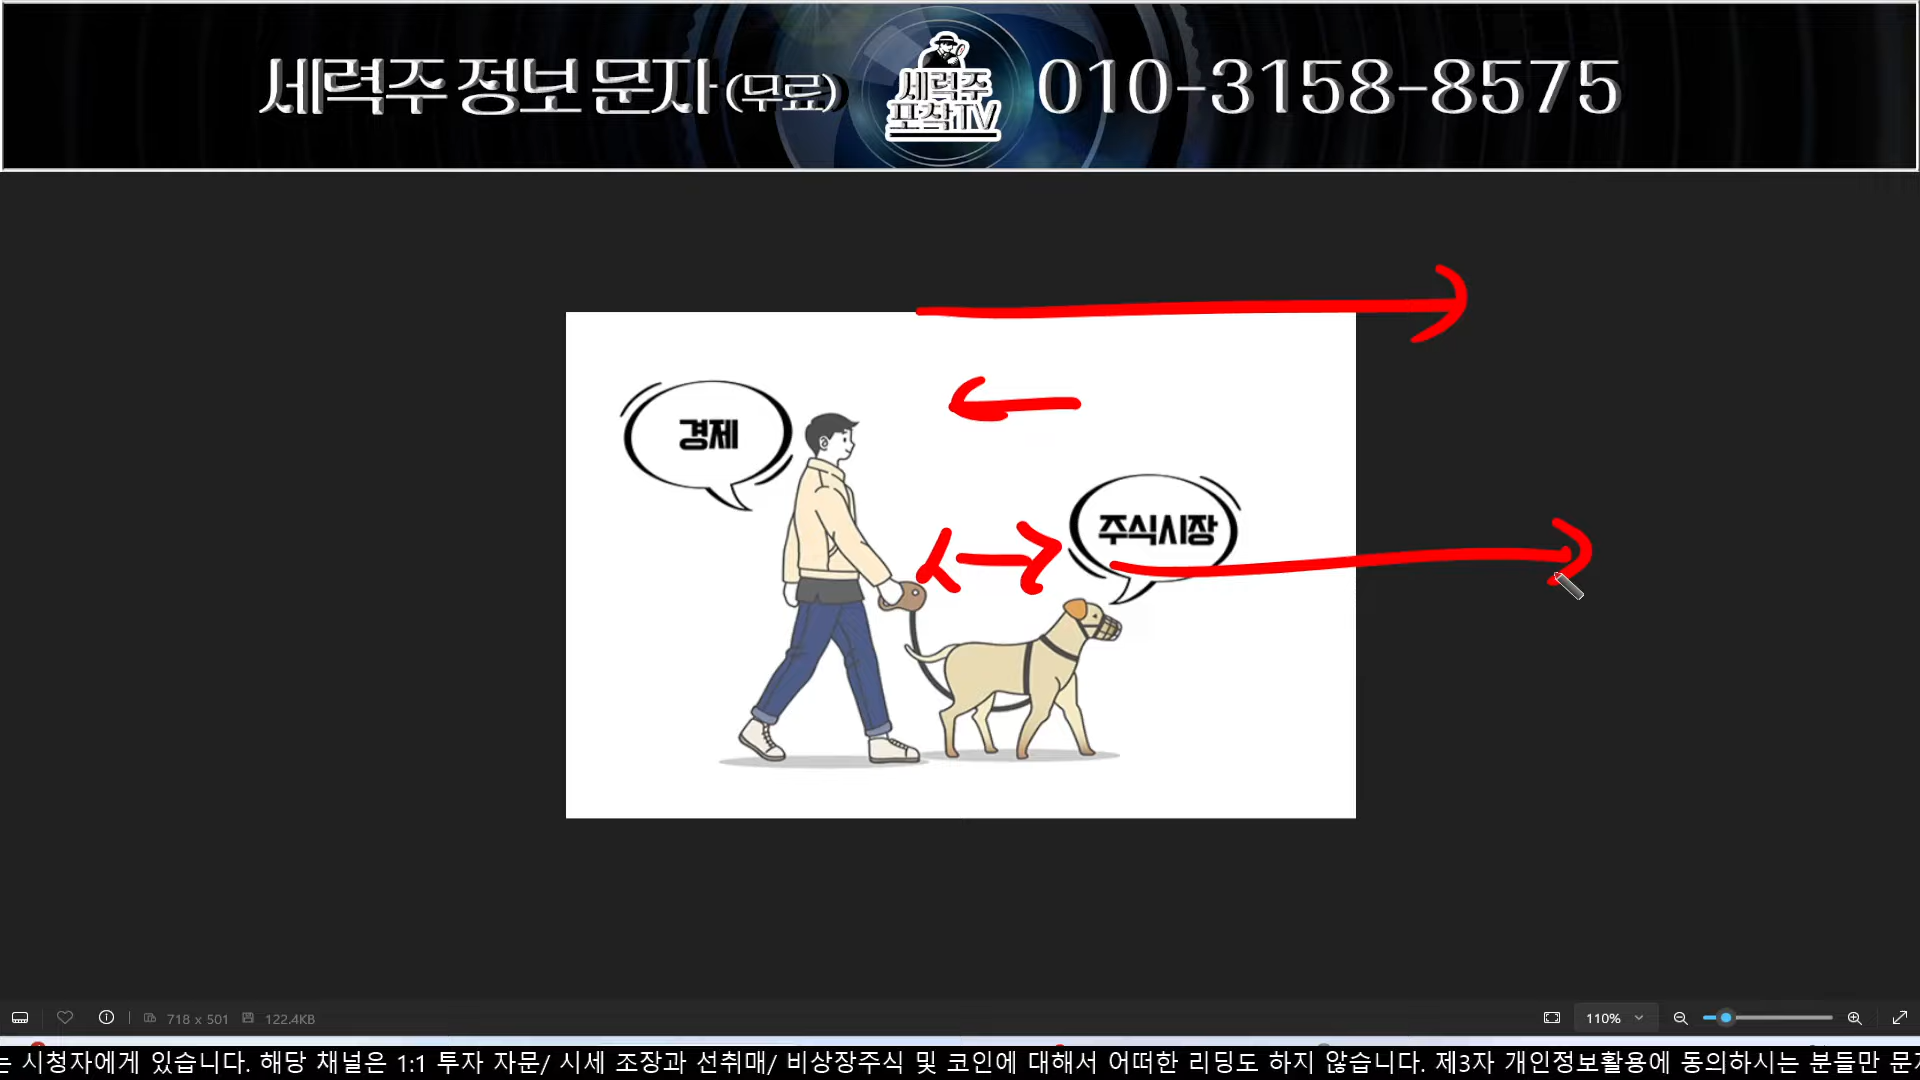 세력주 정보 문자 (무료)
세력주
포착TV
010-3158-8575
경제
주식시장
718 x 501
122.4KB
110%
는 시청자에게 있습니다. 해당 채널은 1:1 투자 자문/ 시세 조장과 선취매/ 비상장주식 및 코인에 대해서 어떠한 리딩도 하지 않습니다. 제3자 개인정보활용에 동의하시는 분들만 문자